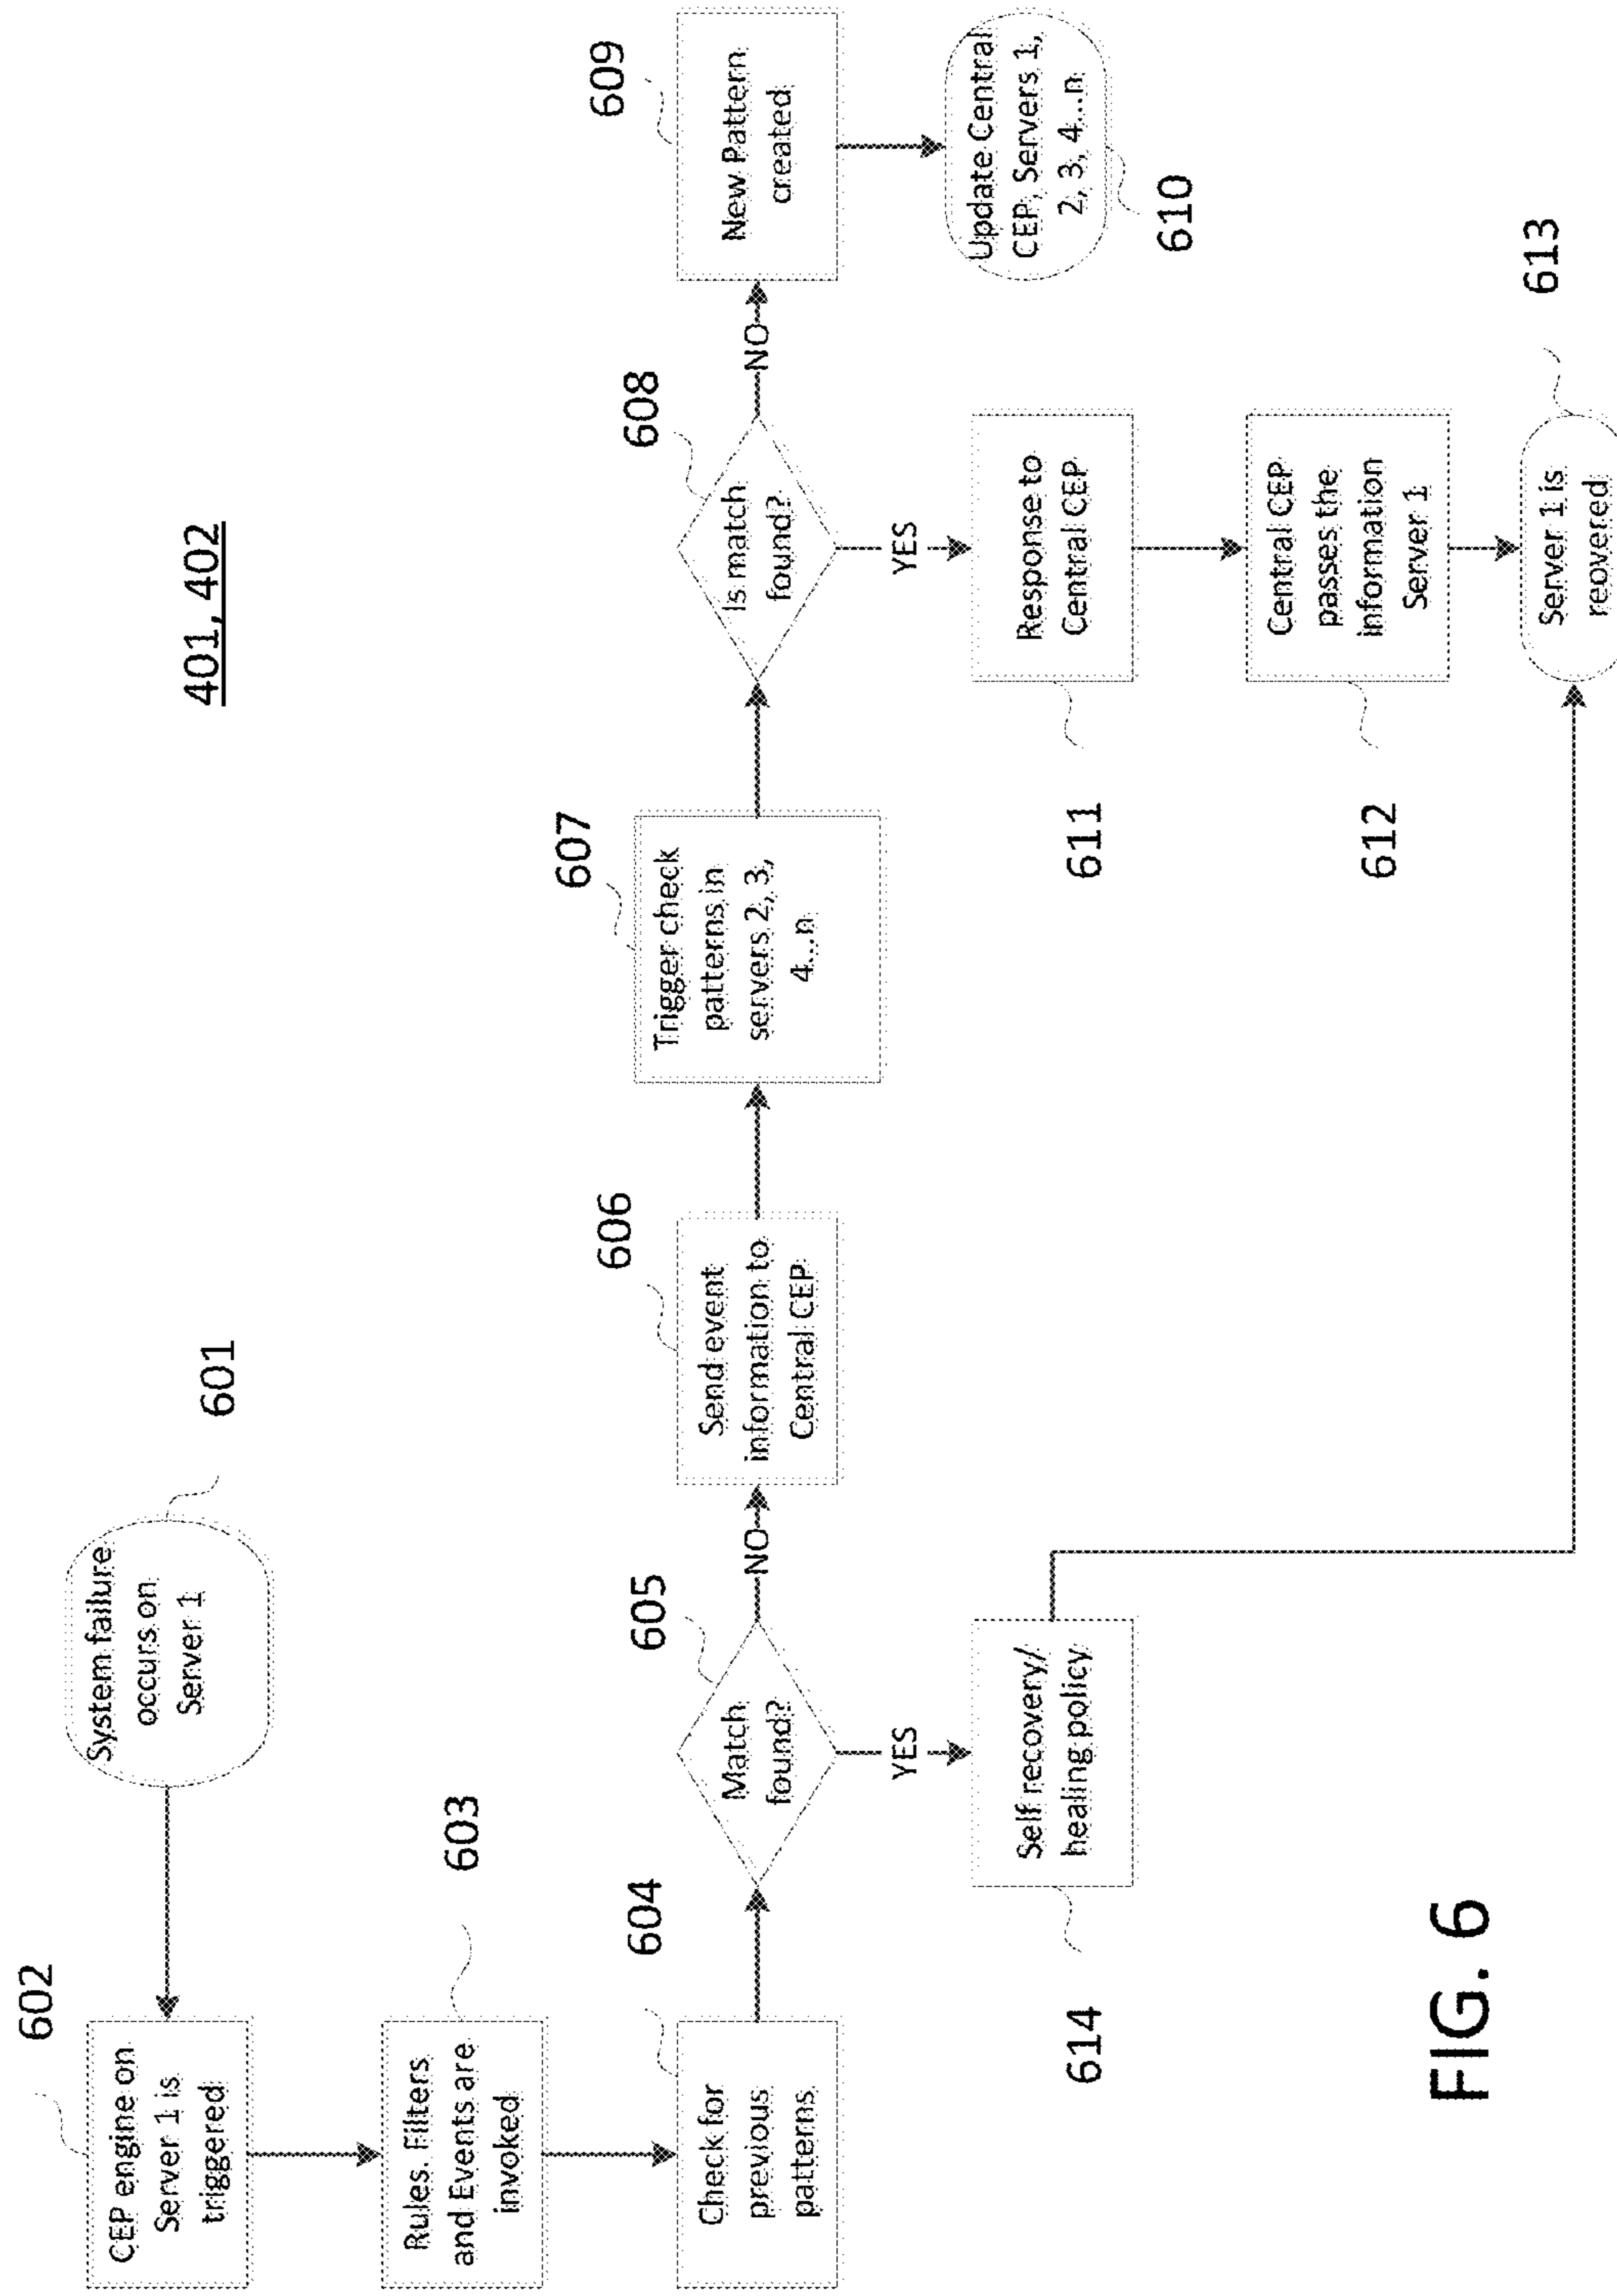 401, 402
601
System failure
occurs on
Server 1
602
CEP engine on
Server 1 is
triggered
603
Rules. Filters
and Events are
invoked
604
Check for
previous
patterns
605
Match
found?
NO
YES
606
Send event
information to
Central CEP
607
Trigger check
patterns in
servers 2, 3,
4...n
608
Is match
found?
NO
YES
609
New Pattern
created
Update Central
CEP, Servers 1,
2, 3, 4...n
610
Response to
Central CEP
611
Central CEP
passes the
information
Server 1
612
613
Server 1 is
reovered
Self recovery/
healing policy
614
FIG. 6